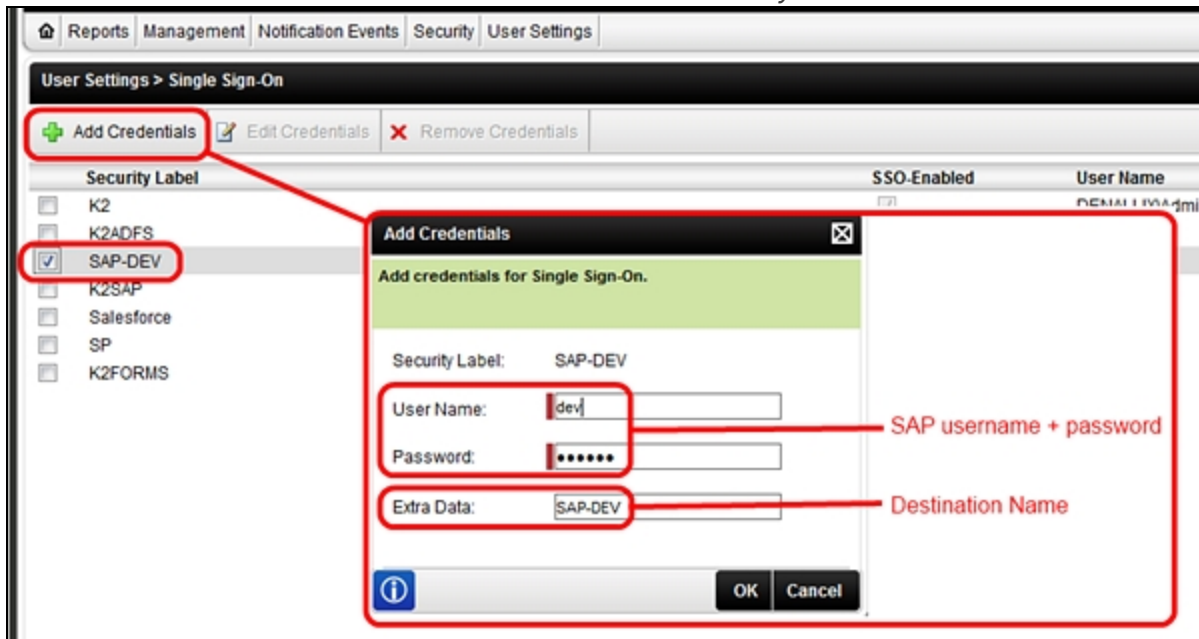 Reports Management Notification Events Security User Settings
User Settings > Single Sign-On
Add Credentials Edit Credentials Remove Credentials
Security Label SSO-Enabled User Name
K2
K2ADFS
SAP-DEV
K2SAP
Salesforce
SP
K2FORMS
Add Credentials
Add credentials for Single Sign-On.
Security Label: SAP-DEV
User Name: dev
Password: ••••••
SAP username + password
Extra Data: SAP-DEV
Destination Name
OK Cancel